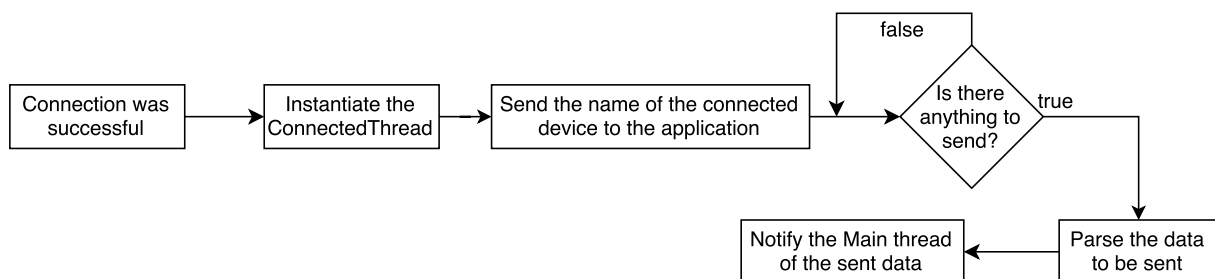 Connection was
successful
Instantiate the
ConnectedThread
Send the name of the connected
device to the application
false
Is there
anything to
send?
true
Parse the data
to be sent
Notify the Main thread
of the sent data